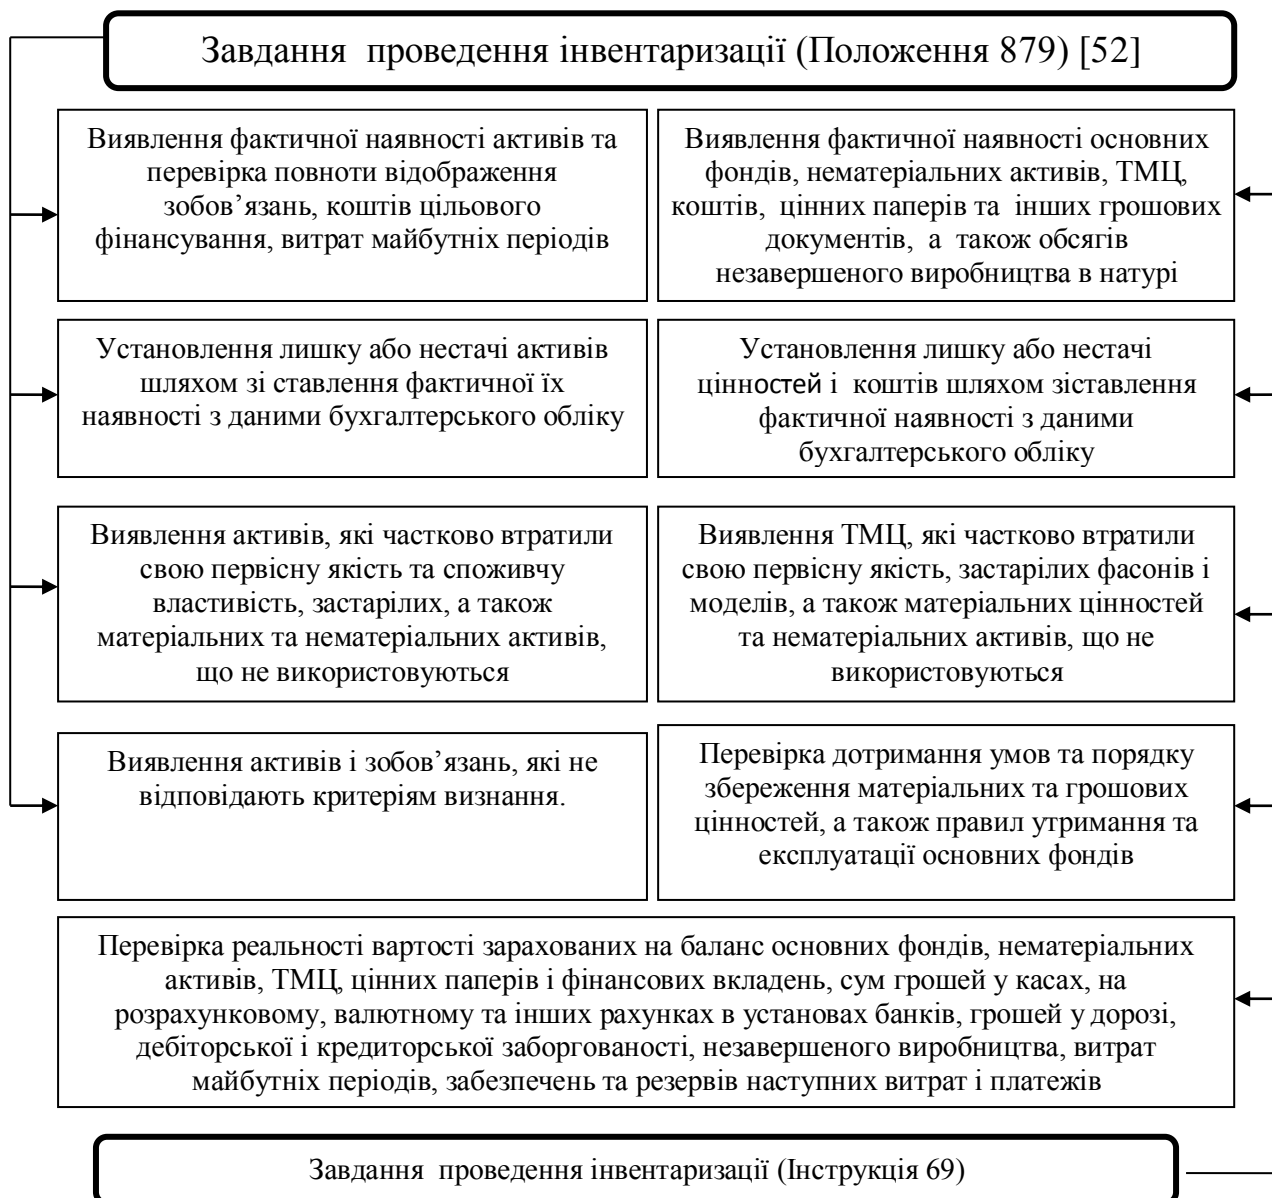 Завдання проведення інвентаризації (Положення 879) [52]
Виявлення фактичної наявності активів та
перевірка повноти відображення
зобов’язань, коштів цільового
фінансування, витрат майбутніх періодів
Виявлення фактичної наявності основних
фондів, нематеріальних активів, ТМЦ,
коштів, цінних паперів та інших грошових
документів, а також обсягів
незавершеного виробництва в натурі
Установлення лишку або нестачі активів
шляхом зі ставлення фактичної їх
наявності з даними бухгалтерського обліку
Установлення лишку або нестачі
цінностей і коштів шляхом зіставлення
фактичної наявності з даними
бухгалтерського обліку
Виявлення активів, які частково втратили
свою первісну якість та споживчу
властивість, застарілих, а також
матеріальних та нематеріальних активів,
що не використовуються
Виявлення ТМЦ, які частково втратили
свою первісну якість, застарілих фасонів і
моделів, а також матеріальних цінностей
та нематеріальних активів, що не
використовуються
Виявлення активів і зобов’язань, які не
відповідають критеріям визнання.
Перевірка дотримання умов та порядку
збереження матеріальних та грошових
цінностей, а також правил утримання та
експлуатації основних фондів
Перевірка реальності вартості зарахованих на баланс основних фондів, нематеріальних
активів, ТМЦ, цінних паперів і фінансових вкладень, сум грошей у касах, на
розрахунковому, валютному та інших рахунках в установах банків, грошей у дорозі,
дебіторської і кредиторської заборгованості, незавершеного виробництва, витрат
майбутніх періодів, забезпечень та резервів наступних витрат і платежів
Завдання проведення інвентаризації (Інструкція 69)